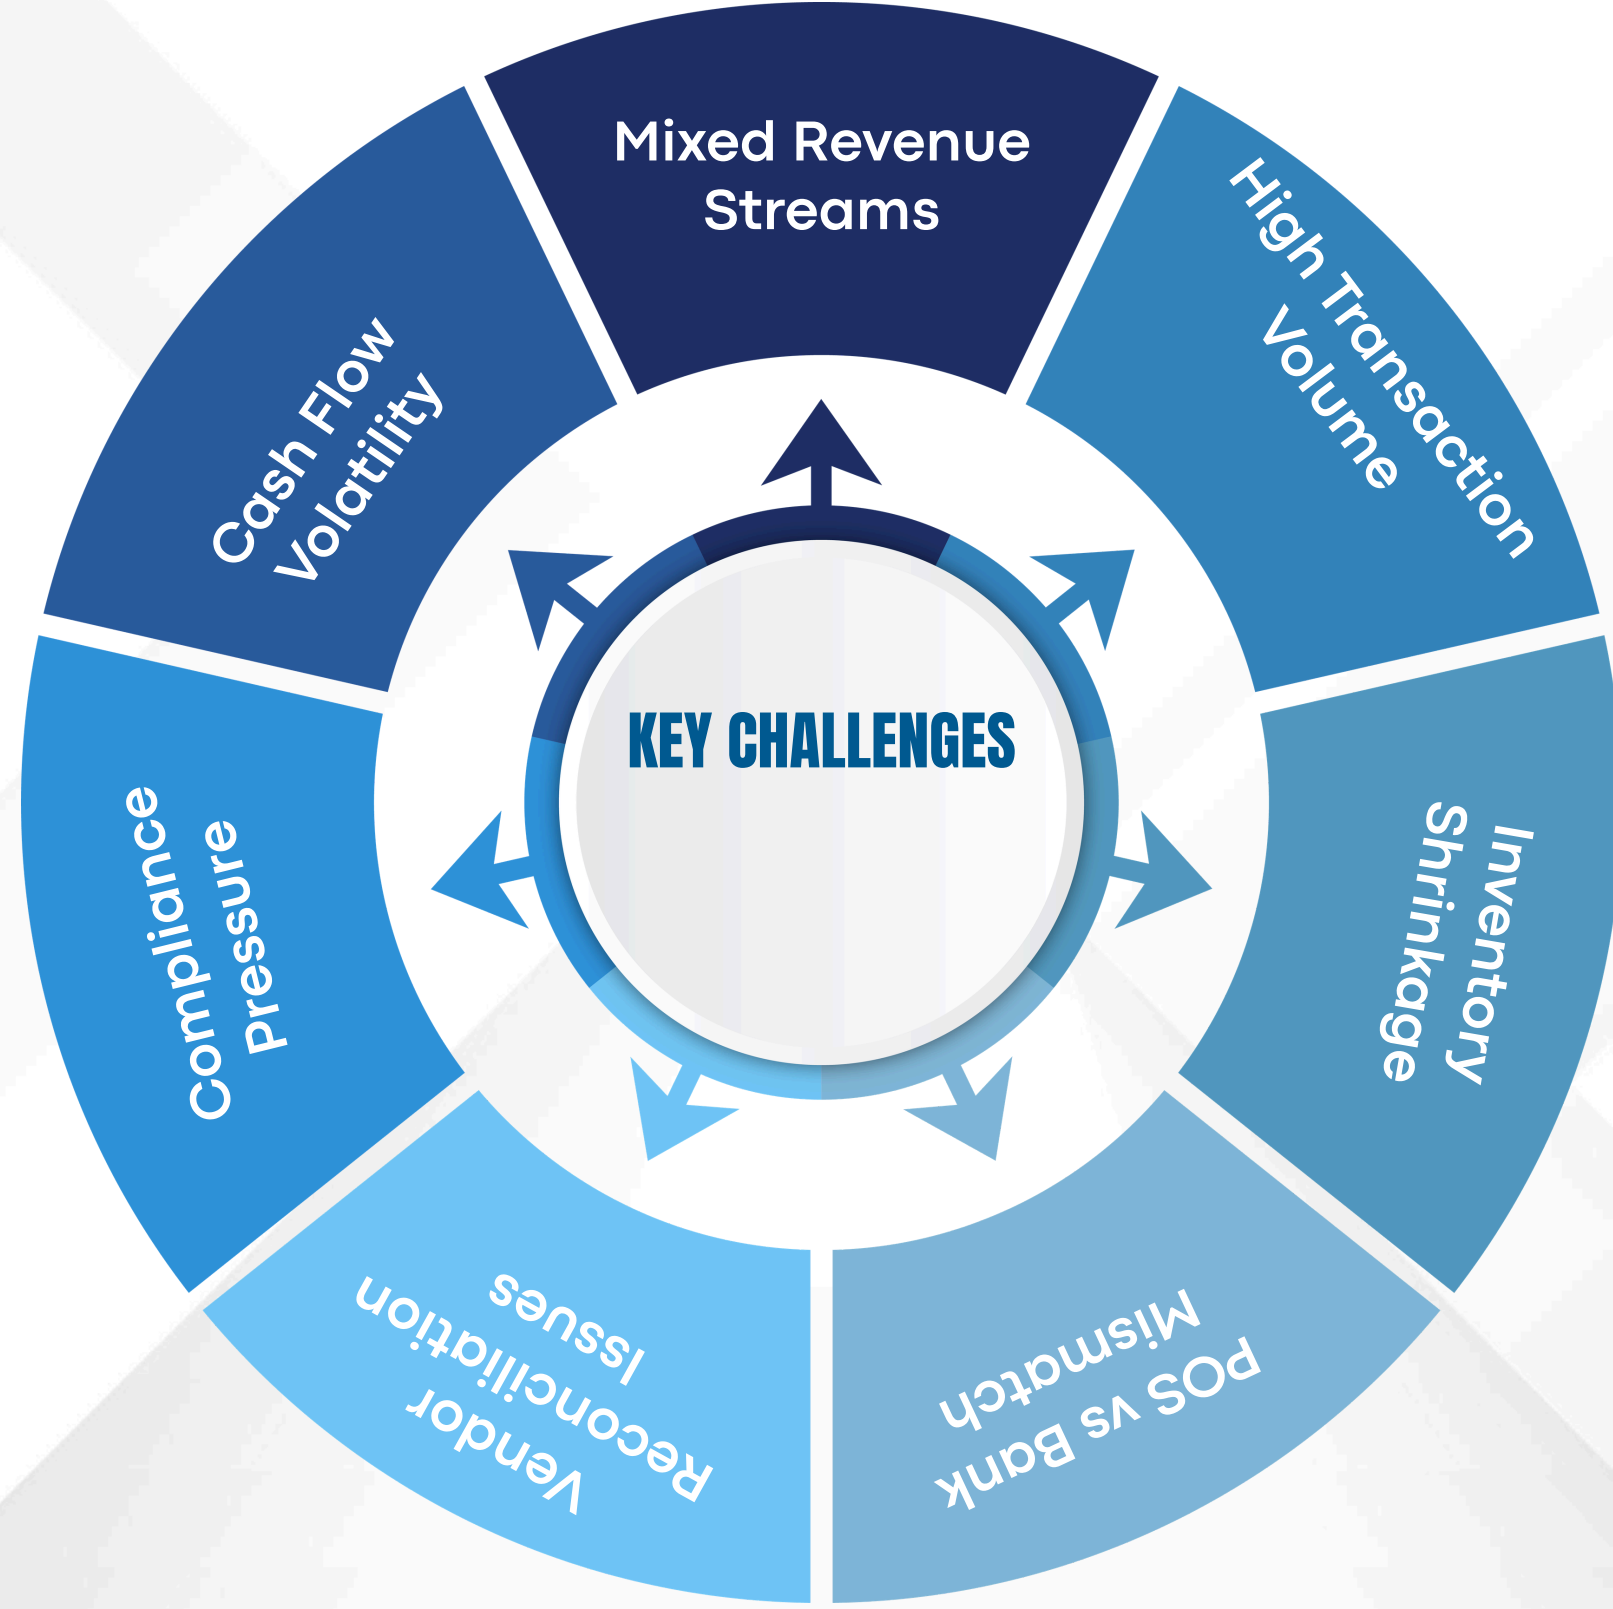 Mixed Revenue
Streams
High Transaction
Volume
Inventory
Shrinkage
POS vs Bank
Mismatch
Vendor
Reconciliation
Issues
Compliance
Pressure
Cash Flow
Volatility
KEY CHALLENGES